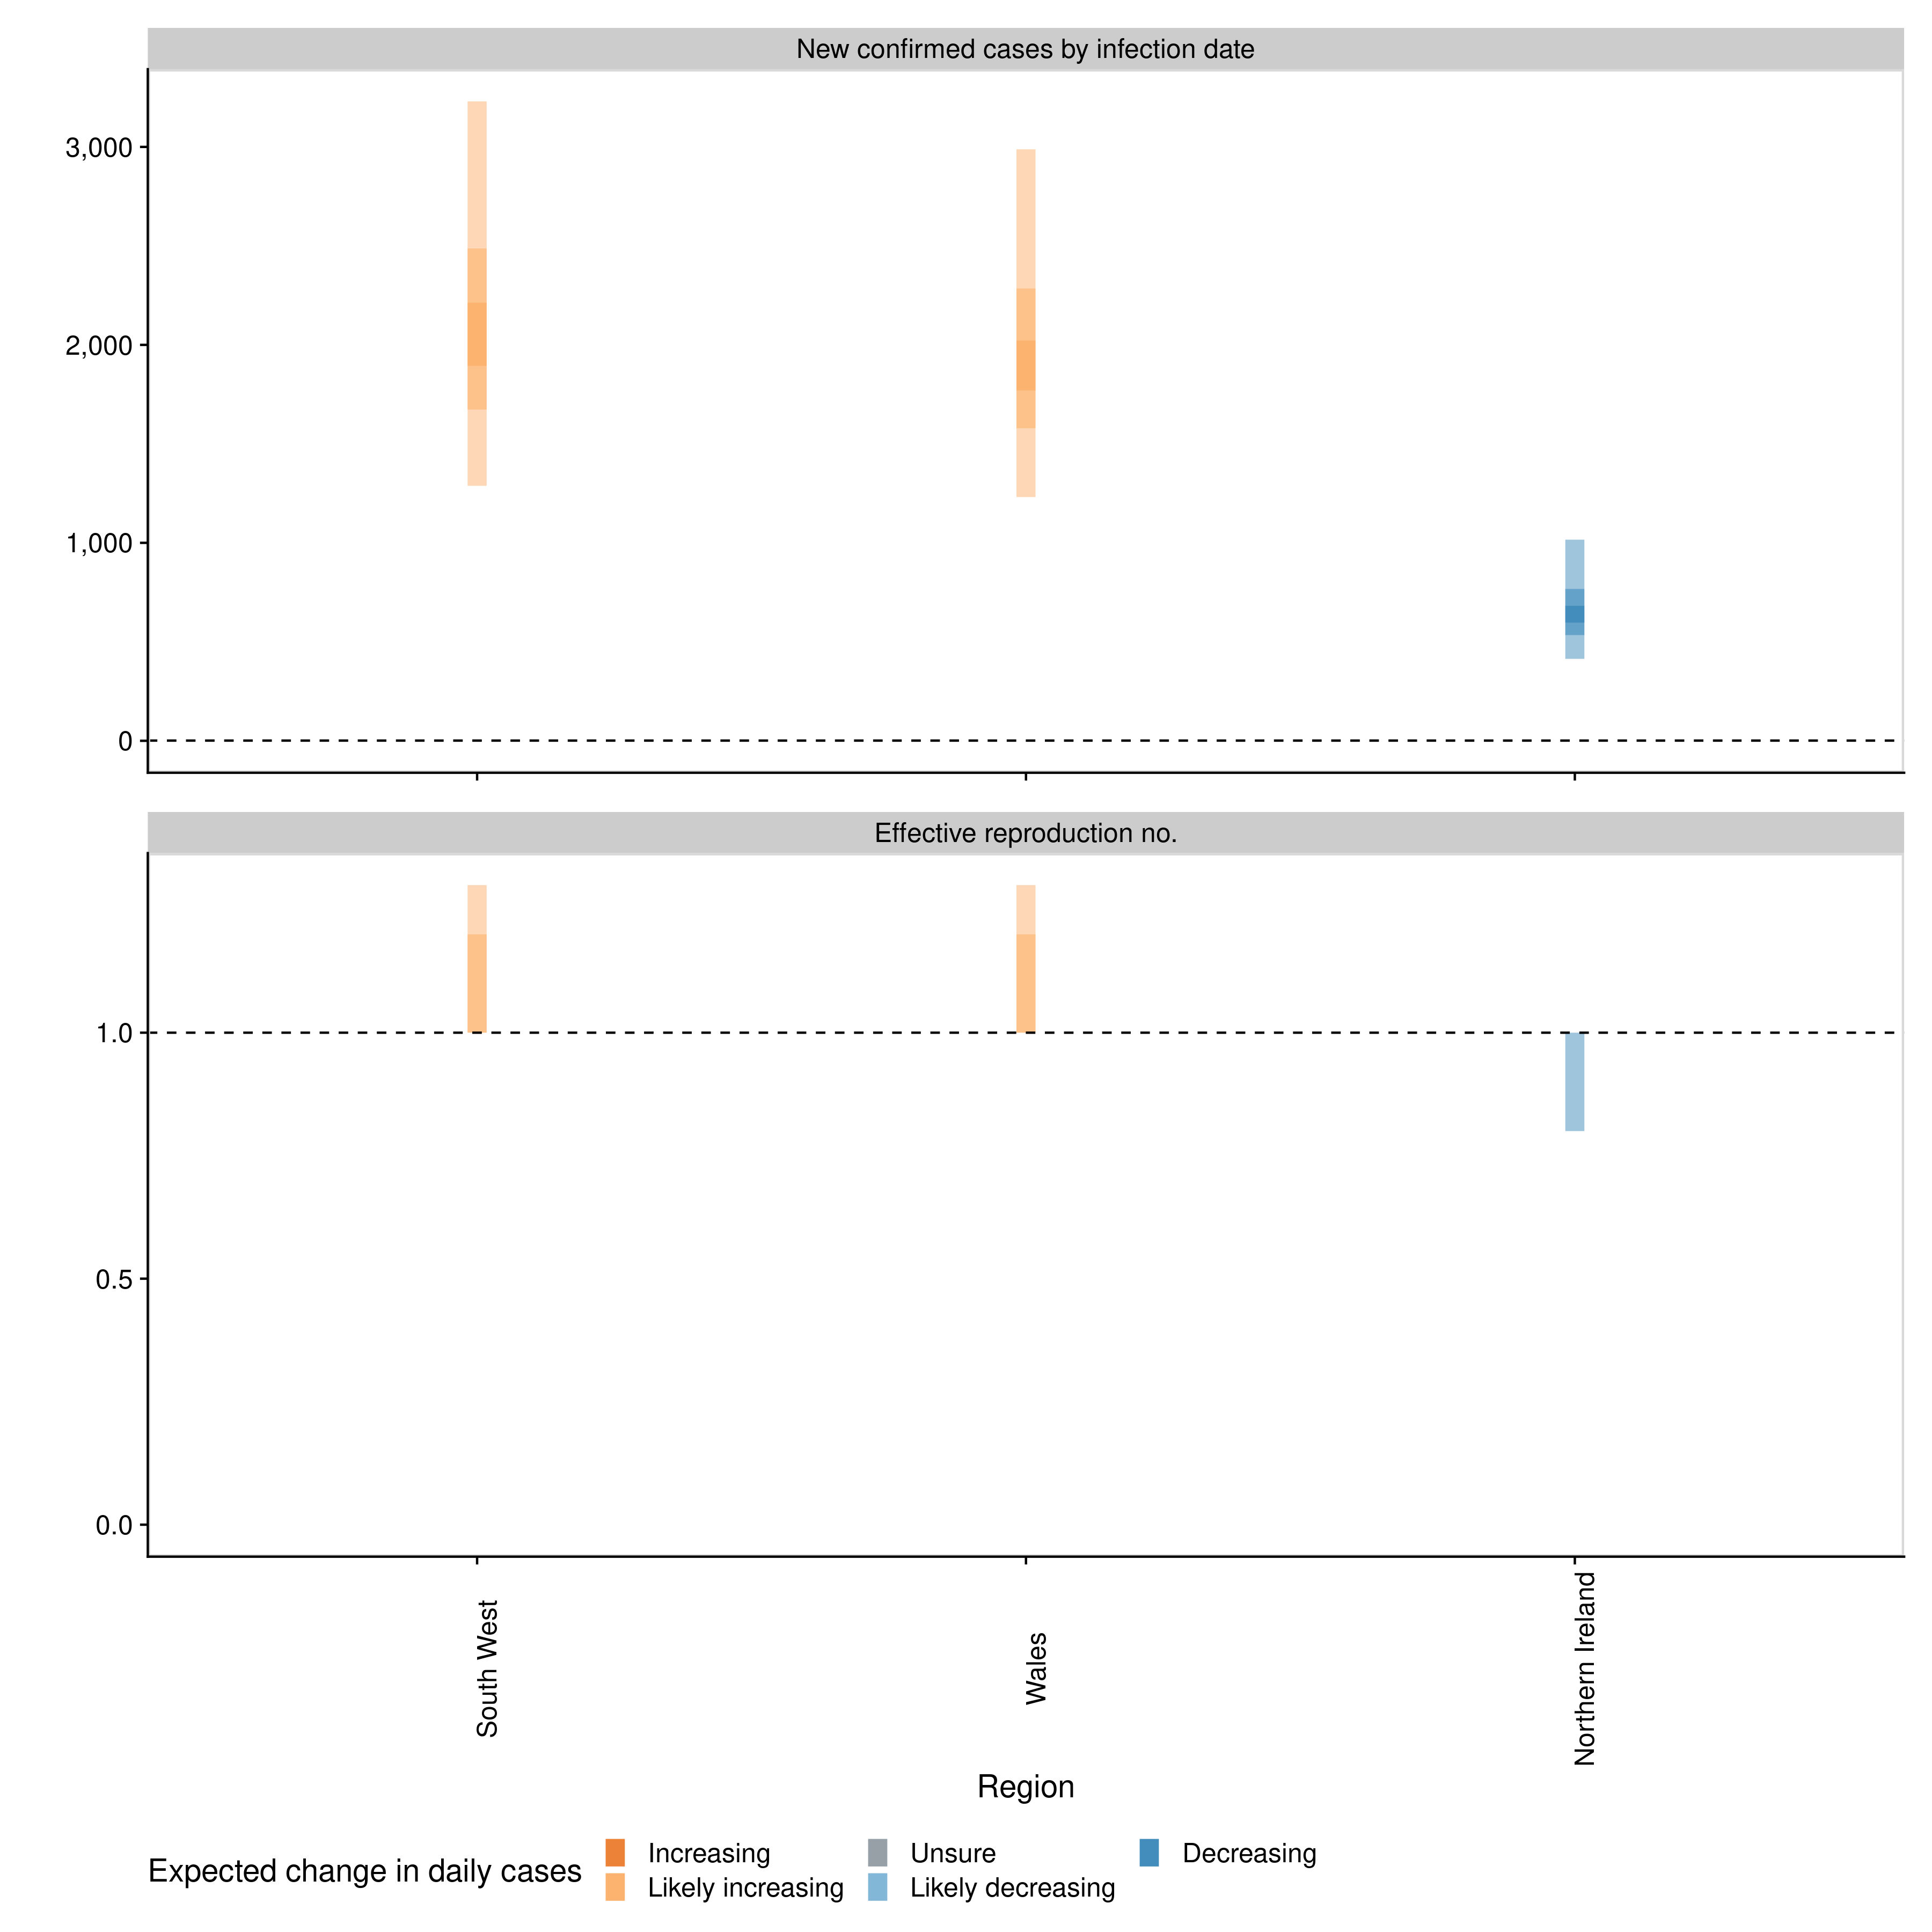 New confirmed cases by infection date
3,000
2,000
1,000
0
Effective reproduction no.
1.0
0.5
0.0
South West
Wales
Northern Ireland
Region
Expected change in daily cases
Increasing
Unsure
Decreasing
Likely increasing
Likely decreasing